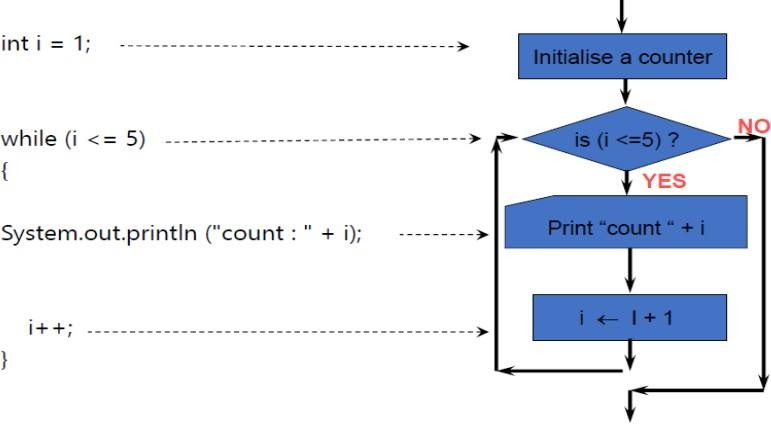 int i = 1;
Initialise a counter
while (i <= 5)
is (i <=5) ?
NO
{
YES
System.out.println ("count : " + i);
Print “count “ + i
i++;
i ← I + 1
}